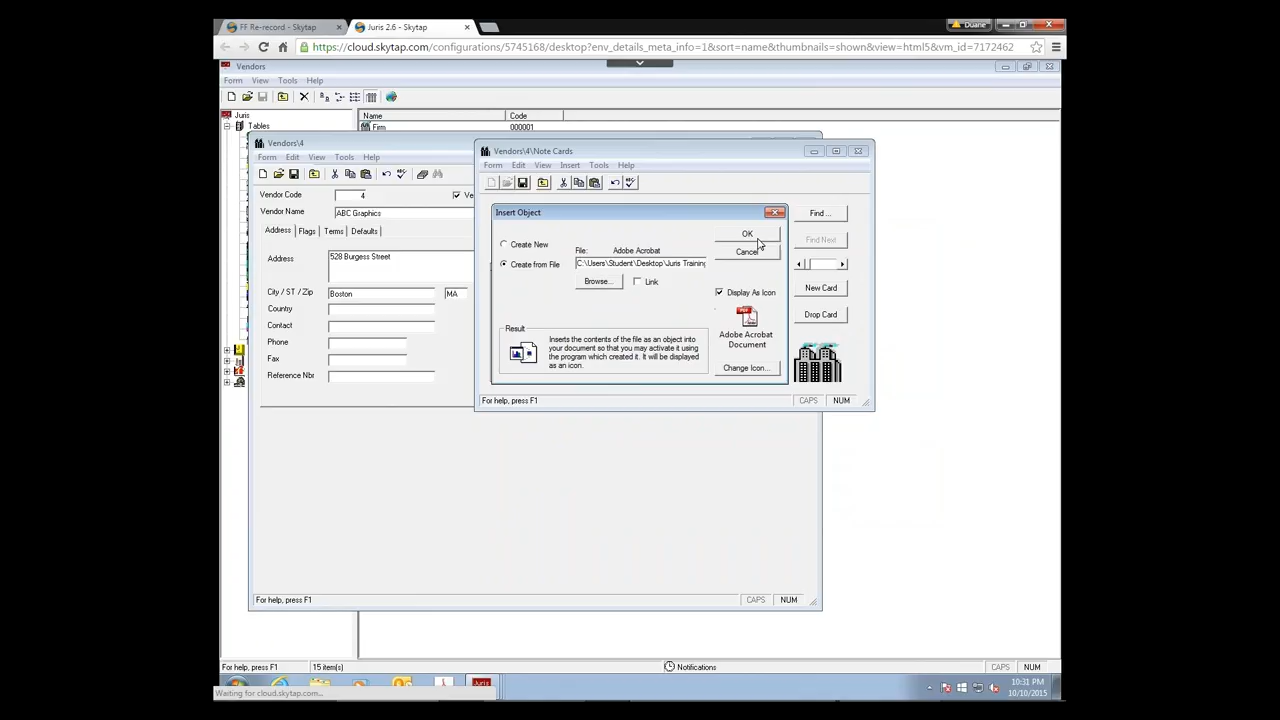 FF Re-record - Skytap
Juris 2.6 - Skytap
Duane
https://cloud.skytap.com/configurations/5745168/desktop?env_details_meta_info=1&sort=name&thumbnails=shown&view=html5&vm_id=7172462
Vendors
Form View Tools Help
Juris
Tables
Name Code
Firm 000001
Vendors\4
Form Edit View Tools Help
Vendor Code 4
Vendor Name ABC Graphics
Address Flags Terms Defaults
Address 528 Burgess Street
City / ST / Zip Boston MA
Country
Contact
Phone
Fax
Reference Nbr
For help, press F1 CAPS NUM
Vendors\4\Note Cards
Form Edit View Insert Tools Help
Find ...
Find Next
New Card
Drop Card
For help, press F1 CAPS NUM
Insert Object
Create New
Create from File
File: Adobe Acrobat
C:\Users\Student\Desktop\Juris Training
Browse...
Link
OK
Cancel
Display As Icon
Adobe Acrobat
Document
Change Icon...
Result
Inserts the contents of the file as an object into
your document so that you may activate it using
the program which created it. It will be displayed
as an icon.
For help, press F1 15 item(s) Notifications CAPS NUM
Waiting for cloud.skytap.com...
Juris
10:31 PM
10/10/2015